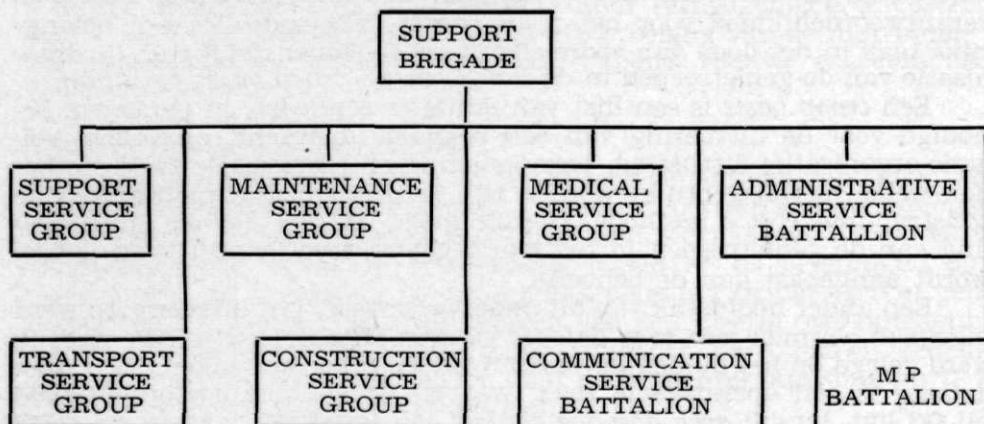 SUPPORT
BRIGADE
SUPPORT
SERVICE
GROUP
MAINTENANCE
SERVICE
GROUP
MEDICAL
SERVICE
GROUP
ADMINISTRATIVE
SERVICE
BATTALLION
TRANSPORT
SERVICE
GROUP
CONSTRUCTION
SERVICE
GROUP
COMMUNICATION
SERVICE
BATTALION
M P
BATTALION